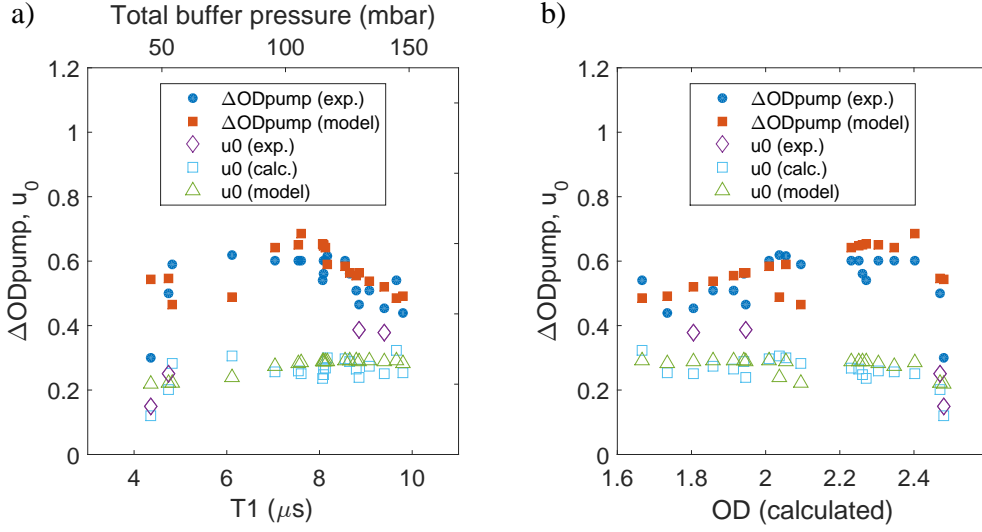 a)
Total buffer pressure (mbar)
50 100 150
1.2
1
0.8
0.6
0.4
0.2
0
ΔODpump, u0
ΔODpump (exp.)
ΔODpump (model)
u0 (exp.)
u0 (calc.)
u0 (model)
4 6 8 10
T1 (μs)
b)
1.2
1
0.8
0.6
0.4
0.2
0
ΔODpump, u0
ΔODpump (exp.)
ΔODpump (model)
u0 (exp.)
u0 (calc.)
u0 (model)
1.6 1.8 2 2.2 2.4
OD (calculated)